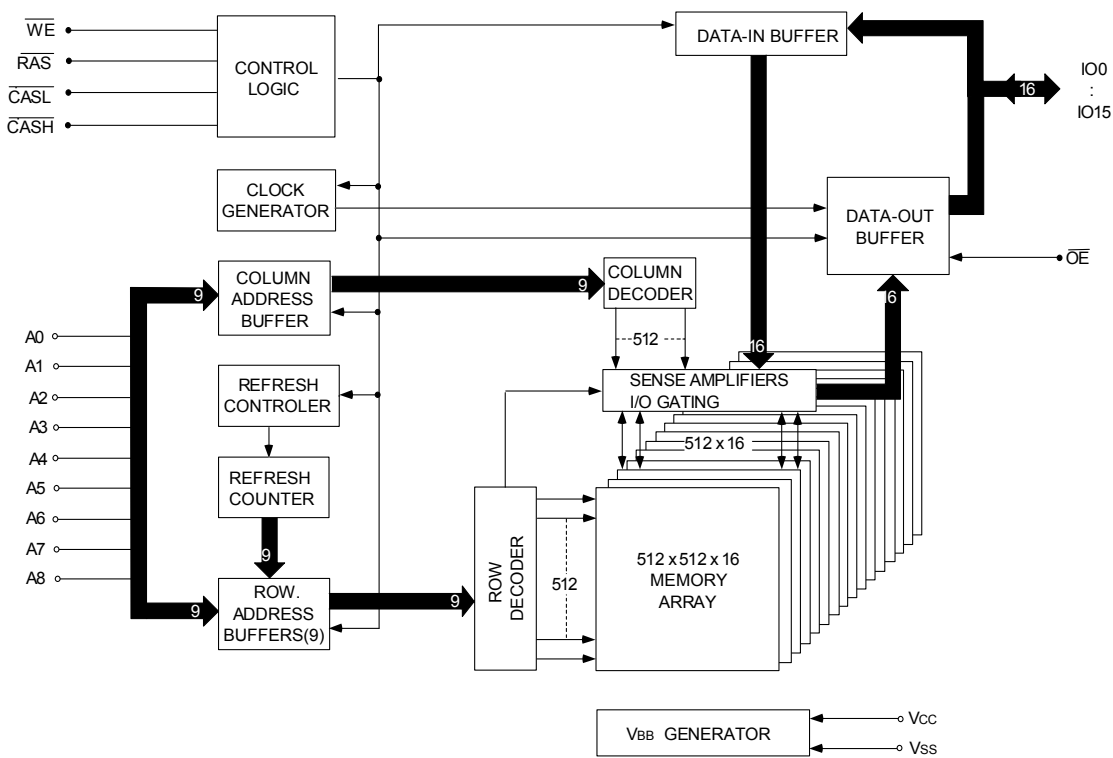 WE
RAS
CASL
CASH
CONTROL
LOGIC
DATA-IN BUFFER
16
IO0
:
IO15
CLOCK
GENERATOR
DATA-OUT
BUFFER
OE
9
COLUMN
ADDRESS
BUFFER
9
COLUMN
DECODER
16
512
16
A0
A1
A2
A3
A4
A5
A6
A7
A8
REFRESH
CONTROLER
SENSE AMPLIFIERS
I/O GATING
512 x 16
REFRESH
COUNTER
9
9
ROW.
ADDRESS
BUFFERS(9)
9
ROW
DECODER
512
512 x 512 x 16
MEMORY
ARRAY
VBB GENERATOR
VCC
VSS